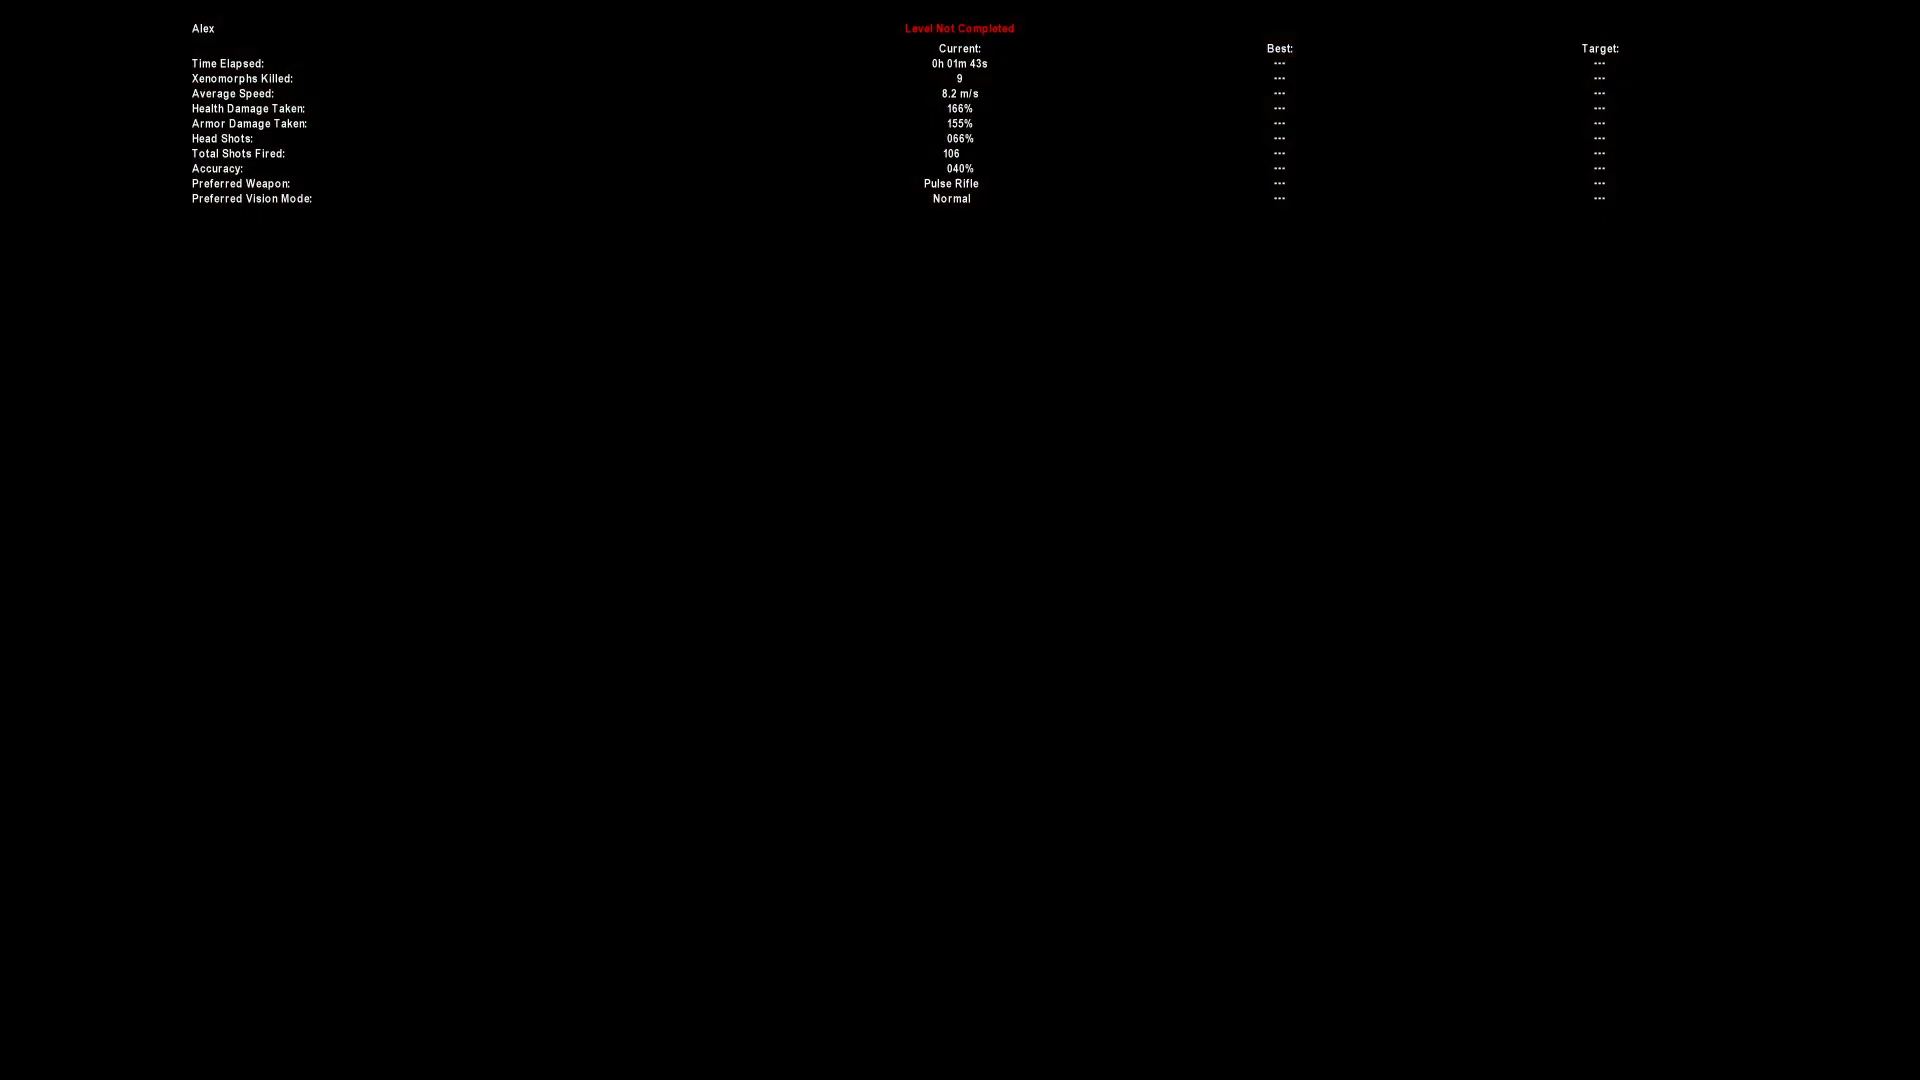 Alex Level Not Completed
Current: Best: Target:
Time Elapsed: 0h 01m 43s --- ---
Xenomorphs Killed: 9 --- ---
Average Speed: 8.2 m/s --- ---
Health Damage Taken: 166% --- ---
Armor Damage Taken: 155% --- ---
Head Shots: 066% --- ---
Total Shots Fired: 106 --- ---
Accuracy: 040% --- ---
Preferred Weapon: Pulse Rifle --- ---
Preferred Vision Mode: Normal --- ---